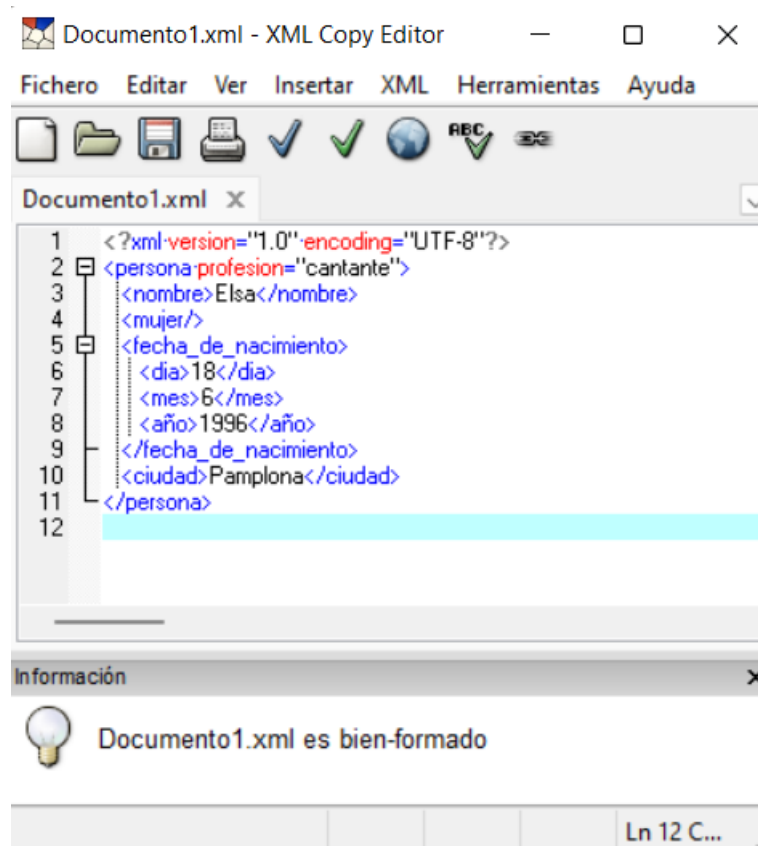 Documento1.xml - XML Copy Editor
Fichero Editar Ver Insertar XML Herramientas Ayuda
ABC
Documento1.xml
1 <?xml version="1.0" encoding="UTF-8"?>
2 <persona profesion="cantante">
3 <nombre>Elsa</nombre>
4 <mujer/>
5 <fecha_de_nacimiento>
6 <dia>18</dia>
7 <mes>6</mes>
8 <año>1996</año>
9 </fecha_de_nacimiento>
10 <ciudad>Pamplona</ciudad>
11 </persona>
12
Información
Documento1.xml es bien-formado
Ln 12 C...